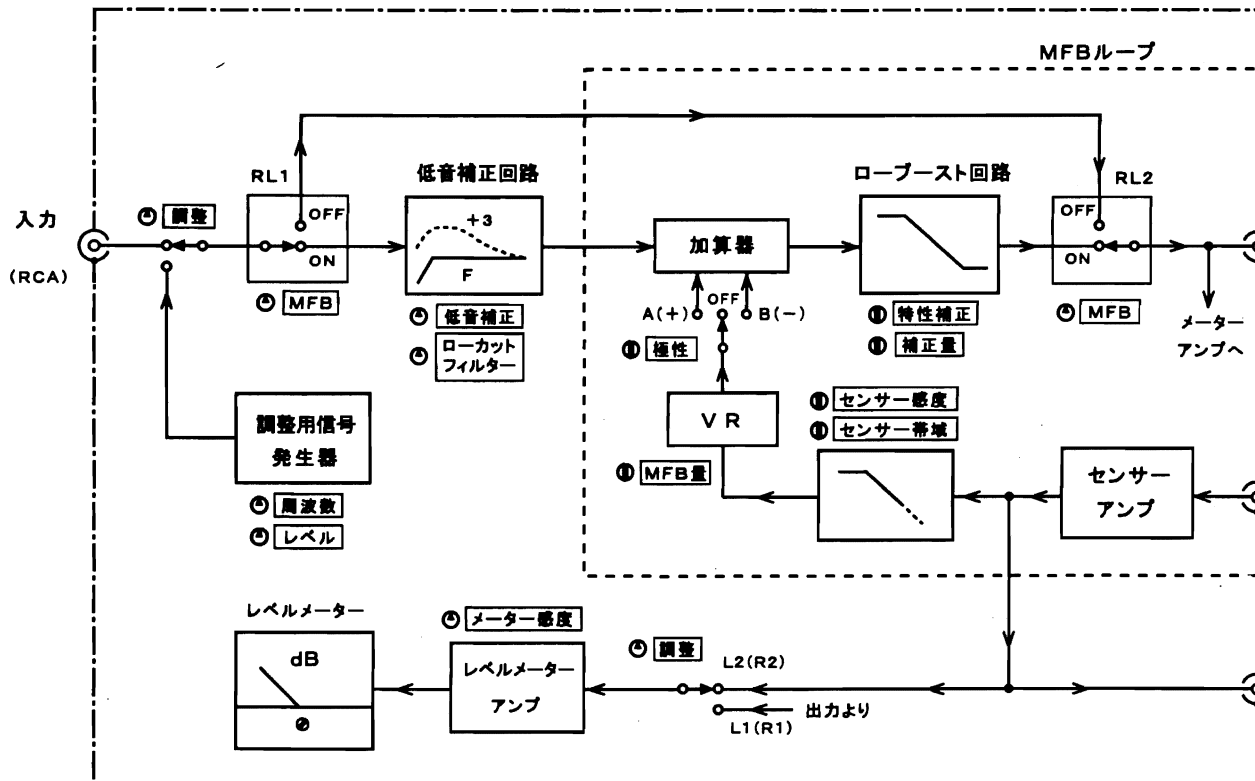 MFBループ
RL1
低音補正回路
ローブースト回路
RL2
入力
(RCA)
調整
OFF
ON
MFB
+3
F
低音補正
ローカット
フィルター
加算器
A(+)
OFF
B(-)
極性
特性補正
補正量
OFF
ON
MFB
メーター
アンプへ
調整用信号
発生器
周波数
レベル
VR
MFB量
センサー感度
センサー帯域
センサー
アンプ
レベルメーター
dB
メーター感度
レベルメーター
アンプ
調整
L2(R2)
L1(R1)
出力より